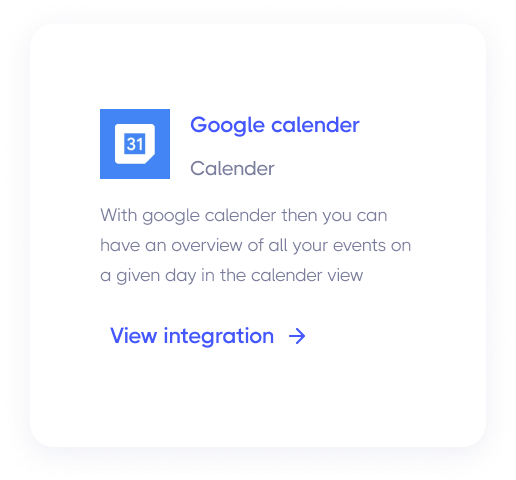 31
Google calender
Calender
With google calender then you can
have an overview of all your events on
a given day in the calender view
View integration